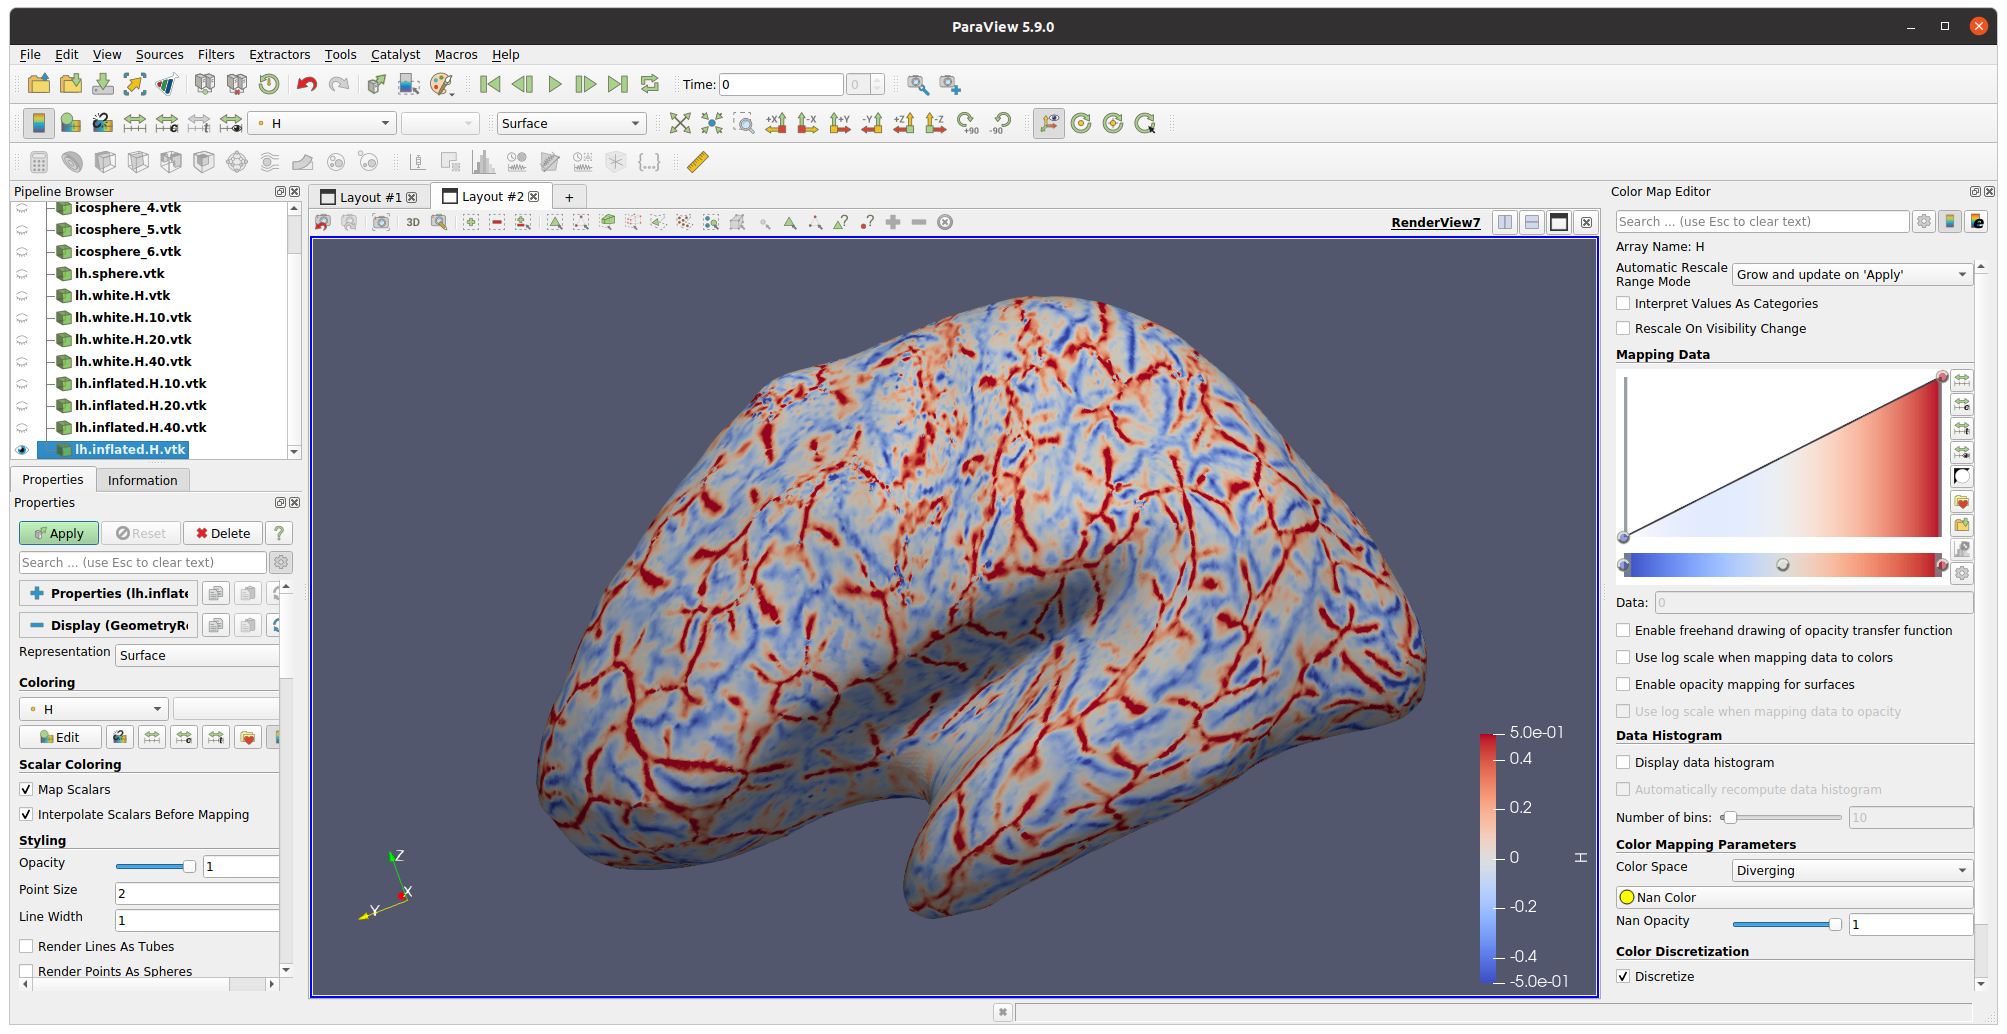 ParaView 5.9.0
File Edit View Sources Filters Extractors Tools Catalyst Macros Help
Time: 0 0
H Surface
+X -X +Y -Y +Z -Z +90 -90
Pipeline Browser
icosphere_4.vtk
icosphere_5.vtk
icosphere_6.vtk
lh.sphere.vtk
lh.white.H.vtk
lh.white.H.10.vtk
lh.white.H.20.vtk
lh.white.H.40.vtk
lh.inflated.H.10.vtk
lh.inflated.H.20.vtk
lh.inflated.H.40.vtk
lh.inflated.H.vtk
Properties Information
Properties
Apply Reset Delete ?
Search ... (use Esc to clear text)
Properties (lh.inflate
Display (GeometryR
Representation Surface
Coloring
H
Edit
Scalar Coloring
Map Scalars
Interpolate Scalars Before Mapping
Styling
Opacity 1
Point Size 2
Line Width 1
Render Lines As Tubes
Render Points As Spheres
Layout #1 Layout #2 +
3D RenderView7
Z
X
Y
5.0e-01
0.4
0.2
0
-0.2
-0.4
-5.0e-01
H
Color Map Editor
Search ... (use Esc to clear text)
Array Name: H
Automatic Rescale Range Mode Grow and update on 'Apply'
Interpret Values As Categories
Rescale On Visibility Change
Mapping Data
Data: 0
Enable freehand drawing of opacity transfer function
Use log scale when mapping data to colors
Enable opacity mapping for surfaces
Use log scale when mapping data to opacity
Data Histogram
Display data histogram
Automatically recompute data histogram
Number of bins: 10
Color Mapping Parameters
Color Space Diverging
Nan Color
Nan Opacity 1
Color Discretization
Discretize